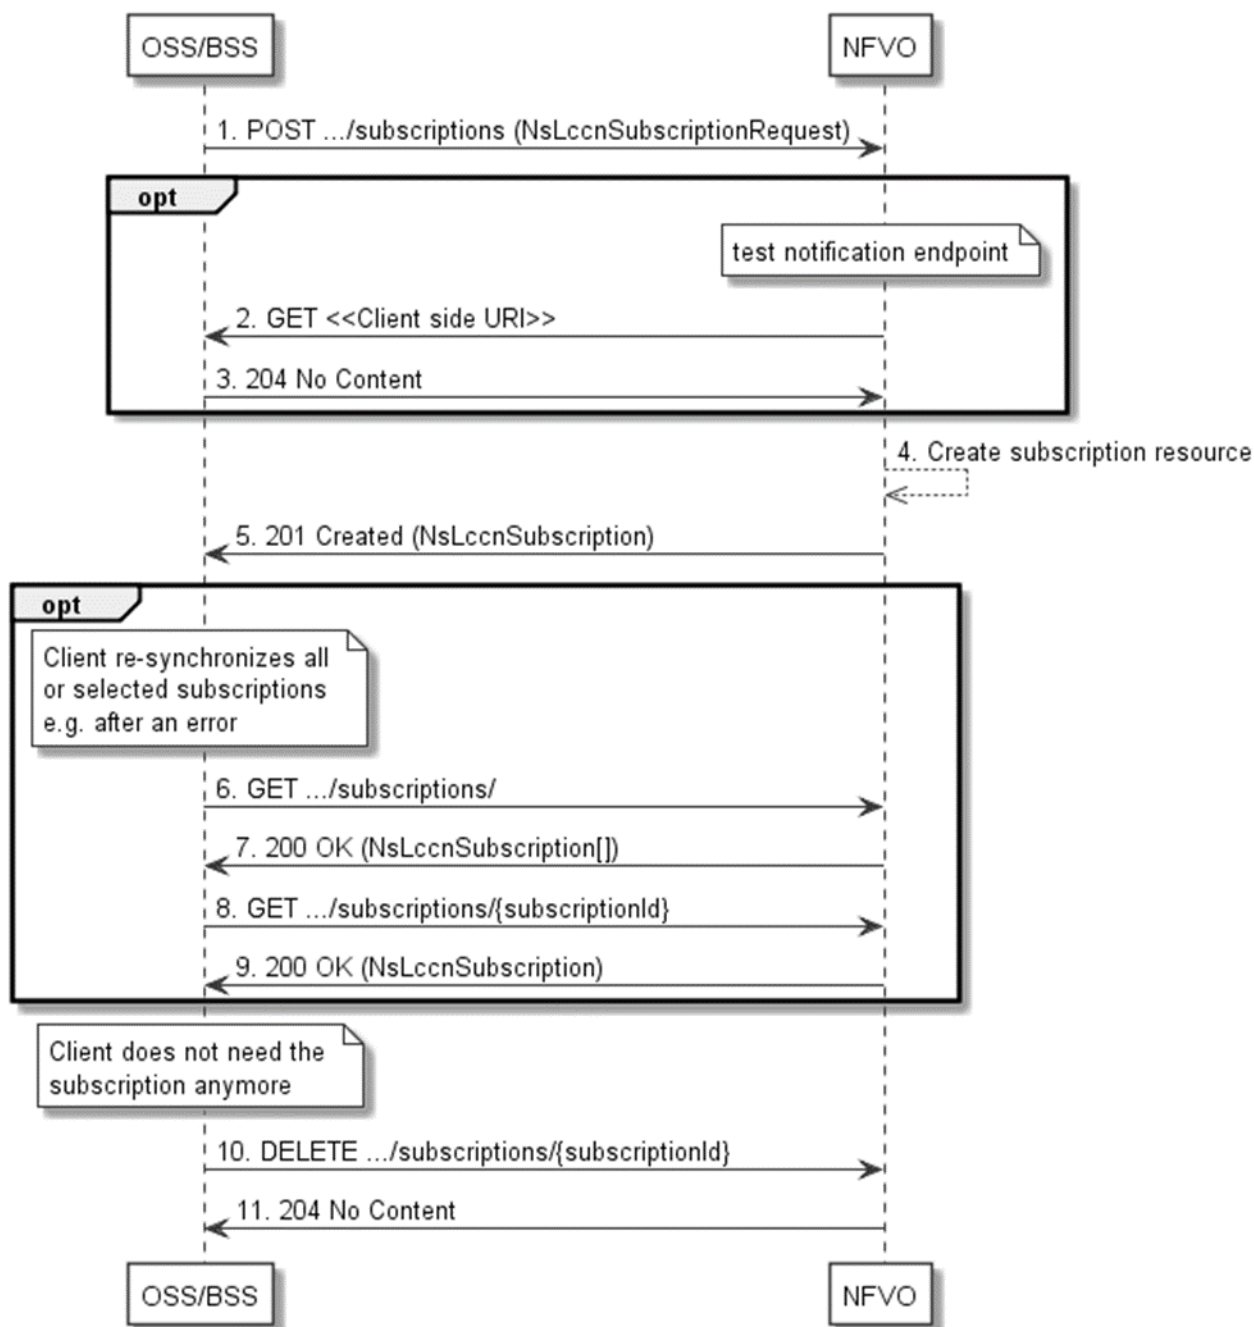 OSS/BSS
NFVO
1. POST .../subscriptions (NsLccnSubscriptionRequest)
opt
test notification endpoint
2. GET <<Client side URI>>
3. 204 No Content
4. Create subscription resource
5. 201 Created (NsLccnSubscription)
opt
Client re-synchronizes all
or selected subscriptions
e.g. after an error
6. GET .../subscriptions/
7. 200 OK (NsLccnSubscription[])
8. GET .../subscriptions/{subscriptionId}
9. 200 OK (NsLccnSubscription)
Client does not need the
subscription anymore
10. DELETE .../subscriptions/{subscriptionId}
11. 204 No Content
OSS/BSS
NFVO